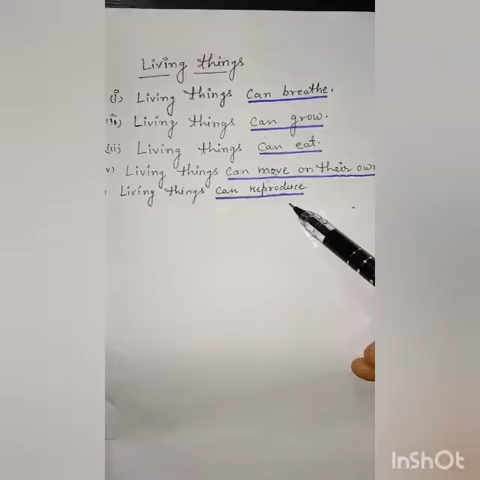 Living things
(i) Living things can breathe.
(ii) Living things can grow.
(iii) Living things can eat.
v) Living things can move on their own
) Living things can reproduce
InShOt